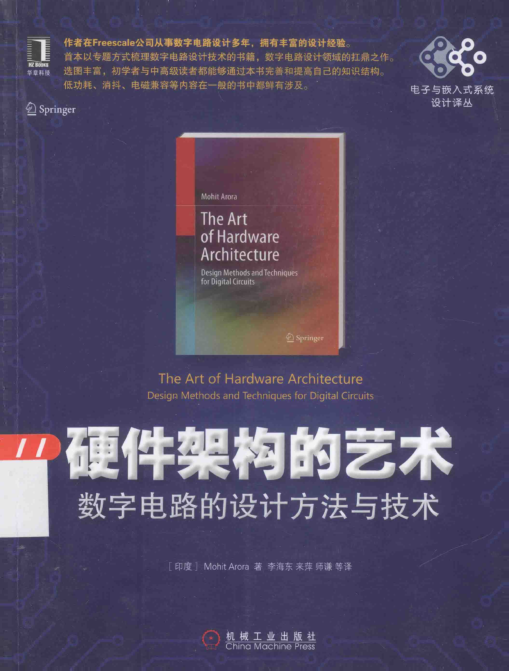 作者在Freescale公司从事数字电路设计多年，拥有丰富的设计经验。
首本以专题方式梳理数字电路设计技术的书籍，数字电路设计领域的扛鼎之作。
选图丰富，初学者与中高级读者都能够通过本书完善和提高自己的知识结构。
低功耗、消抖、电磁兼容等内容在一般的书中都鲜有涉及。
华章科技
Springer
电子与嵌入式系统
设计译丛
Mohit Arora
The Art
of Hardware
Architecture
Design Methods and Techniques
for Digital Circuits
Springer
The Art of Hardware Architecture
Design Methods and Techniques for Digital Circuits
硬件架构的艺术
数字电路的设计方法与技术
［印度］ Mohit Arora 著 李海东 来萍 师谦 等译
机械工业出版社
China Machine Press